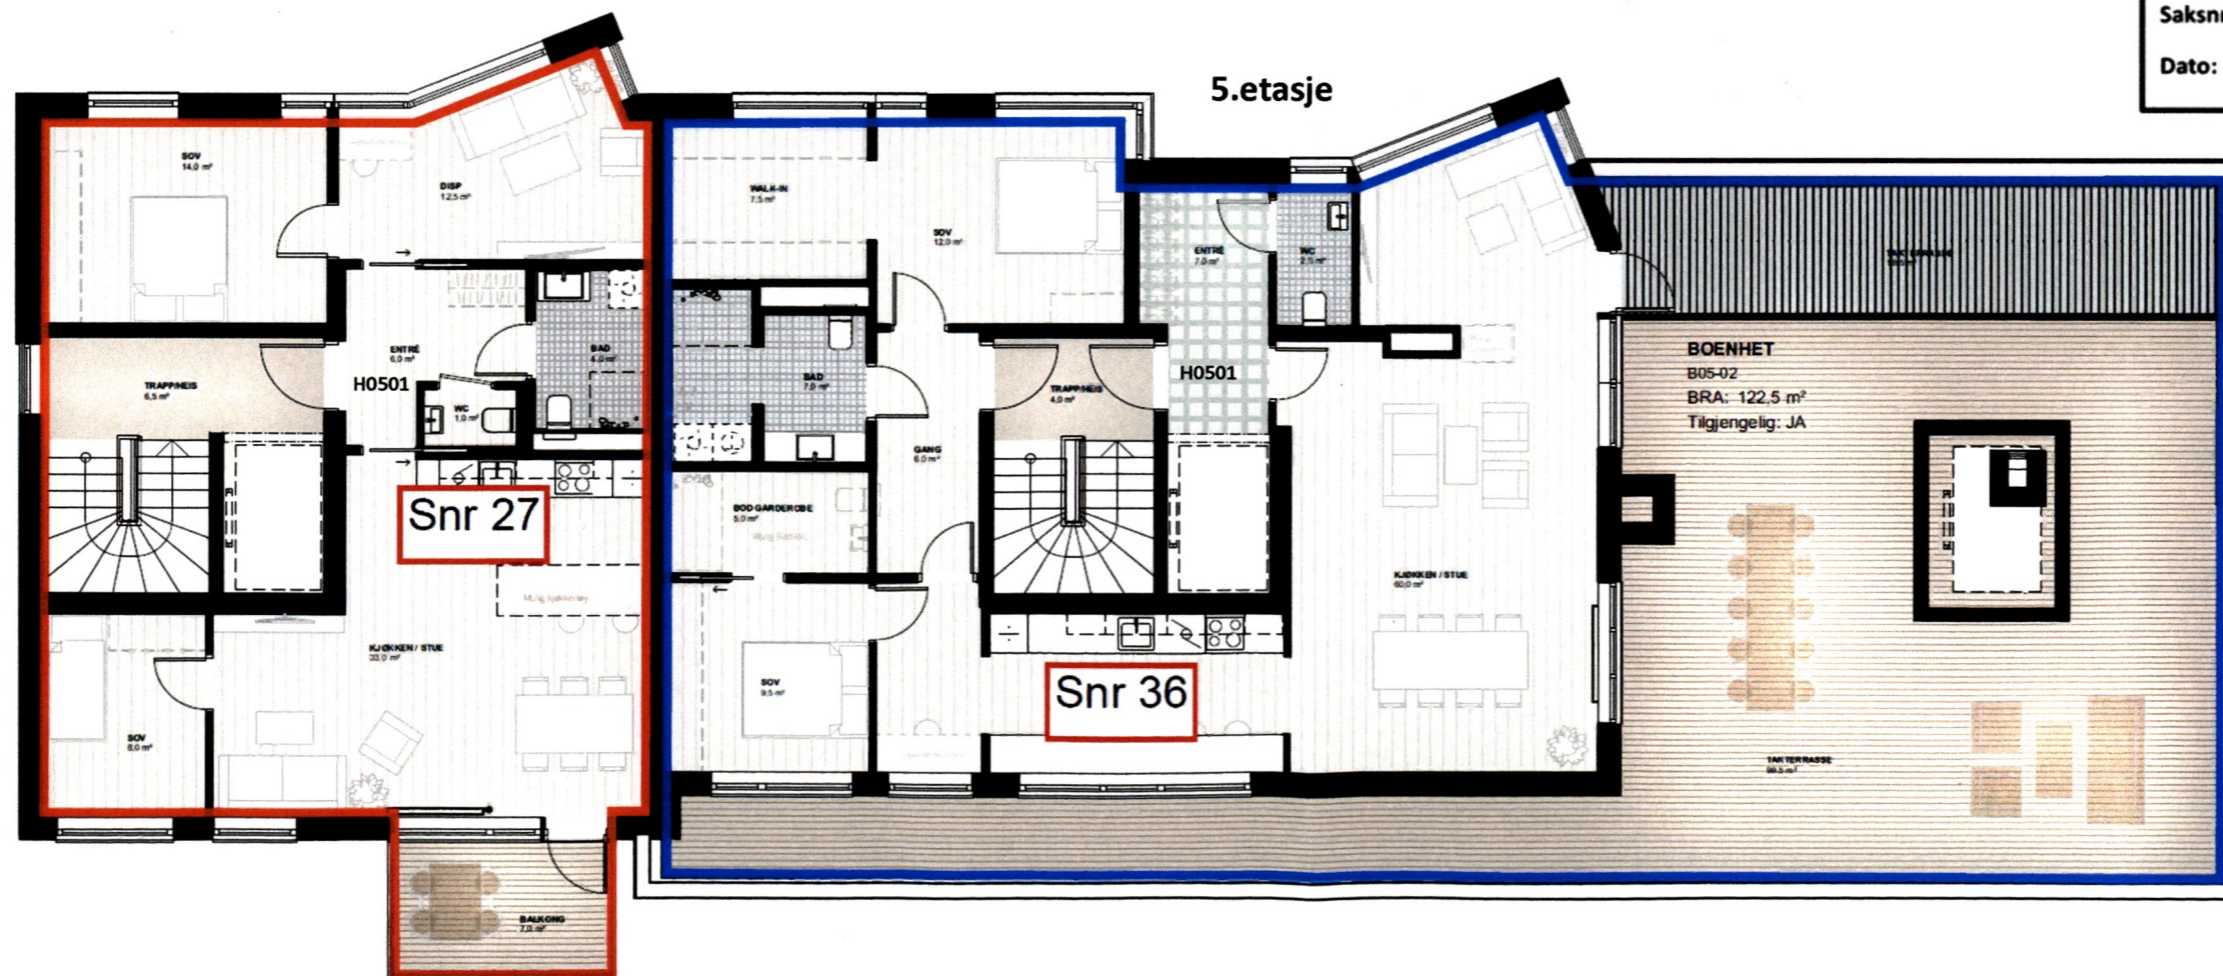 Saksnr
Dato:
5.etasje
SOV
14,0 m²
DISP
12,5 m²
WALK-IN
7,5 m²
SOV
12,0 m²
ENTRÉ
7,0 m²
WC
2,5 m²
ENTRÉ
6,0 m²
H0501
BAD
4,0 m²
TRAPP/HEIS
6,5 m²
WC
1,0 m²
BAD
7,0 m²
TRAPP/HEIS
4,0 m²
H0501
BOENHET
B05-02
BRA: 122,5 m²
Tilgjengelig: JA
GANG
6,0 m²
Snr 27
BOD GARDEROBE
5,0 m²
KJØKKEN / STUE
60,0 m²
KJØKKEN / STUE
33,0 m²
SOV
9,5 m²
Snr 36
SOV
8,0 m²
TAKTERRASSE
99,5 m²
BALKONG
7,0 m²